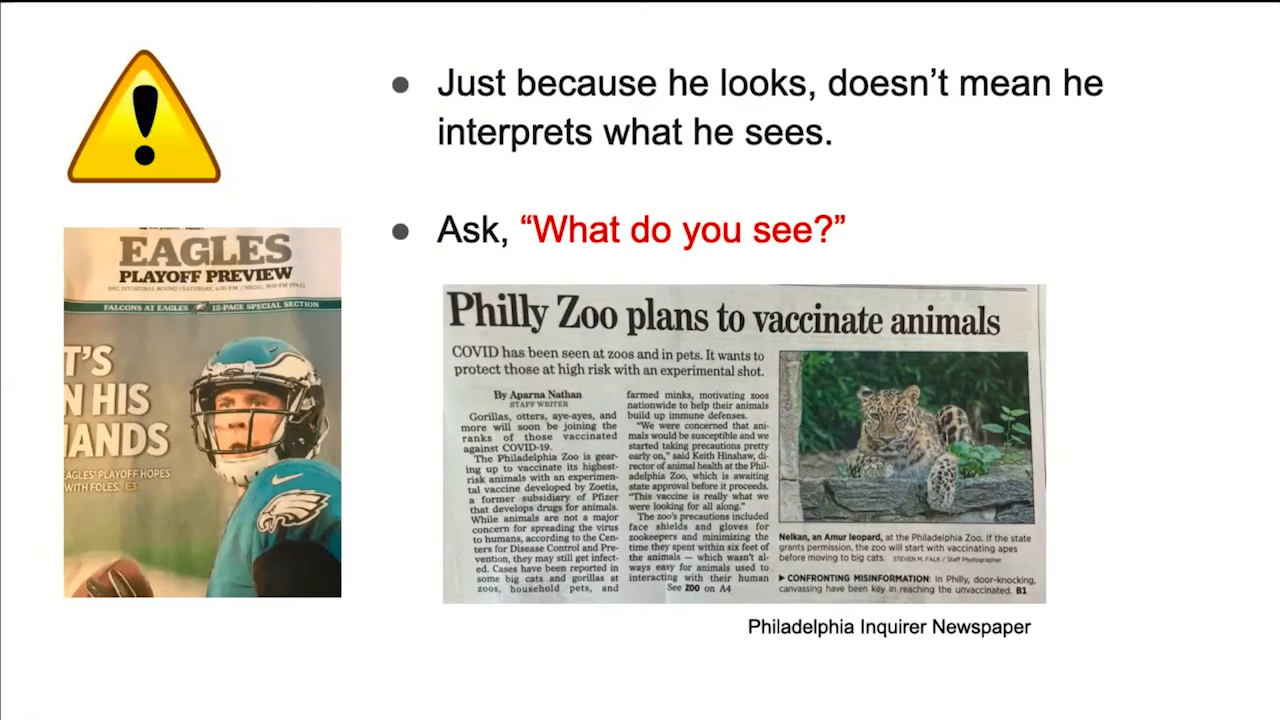 Just because he looks, doesn't mean he
interprets what he sees.
Ask, “What do you see?”
EAGLES
PLAYOFF PREVIEW
NFC DIVISIONAL ROUND | SATURDAY, 4:35 P.M. | NBC10, WIP-FM (94.1)
FALCONS AT EAGLES
12-PAGE SPECIAL SECTION
T'S
N HIS
ANDS
EAGLES' PLAYOFF HOPES
WITH FOLES. E3
Philly Zoo plans to vaccinate animals
COVID has been seen at zoos and in pets. It wants to
protect those at high risk with an experimental shot.
By Aparna Nathan
STAFF WRITER
Gorillas, otters, aye-ayes, and
more will soon be joining the
ranks of those vaccinated
against COVID-19.
The Philadelphia Zoo is gear-
ing up to vaccinate its highest-
risk animals with an experimen-
tal vaccine developed by Zoetis,
a former subsidiary of Pfizer
that develops drugs for animals.
While animals are not a major
concern for spreading the virus
to humans, according to the Cen-
ters for Disease Control and Pre-
vention, they may still get infect-
ed. Cases have been reported in
some big cats and gorillas at
zoos, household pets, and
farmed minks, motivating zoos
nationwide to help their animals
build up immune defenses.
“We were concerned that ani-
mals would be susceptible and we
started taking precautions pretty
early on,” said Keith Hinshaw, di-
rector of animal health at the Phil-
adelphia Zoo, which is awaiting
state approval before it proceeds.
“This vaccine is really what we
were looking for all along.”
The zoo's precautions included
face shields and gloves for
zookeepers and minimizing the
time they spent within six feet of
the animals — which wasn't al-
ways easy for animals used to
interacting with their human
See ZOO on A4
Nelkan, an Amur leopard, at the Philadelphia Zoo. If the state
grants permission, the zoo will start with vaccinating apes
before moving to big cats. STEVEN M. FALK / Staff Photographer
▶ CONFRONTING MISINFORMATION: In Philly, door-knocking,
canvassing have been key in reaching the unvaccinated. B1
Philadelphia Inquirer Newspaper